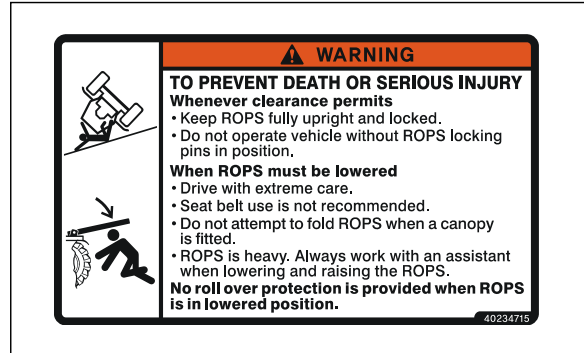 WARNING
TO PREVENT DEATH OR SERIOUS INJURY
Whenever clearance permits
• Keep ROPS fully upright and locked.
• Do not operate vehicle without ROPS locking
pins in position.
When ROPS must be lowered
• Drive with extreme care.
• Seat belt use is not recommended.
• Do not attempt to fold ROPS when a canopy
is fitted.
• ROPS is heavy. Always work with an assistant
when lowering and raising the ROPS.
No roll over protection is provided when ROPS
is in lowered position.
40234715